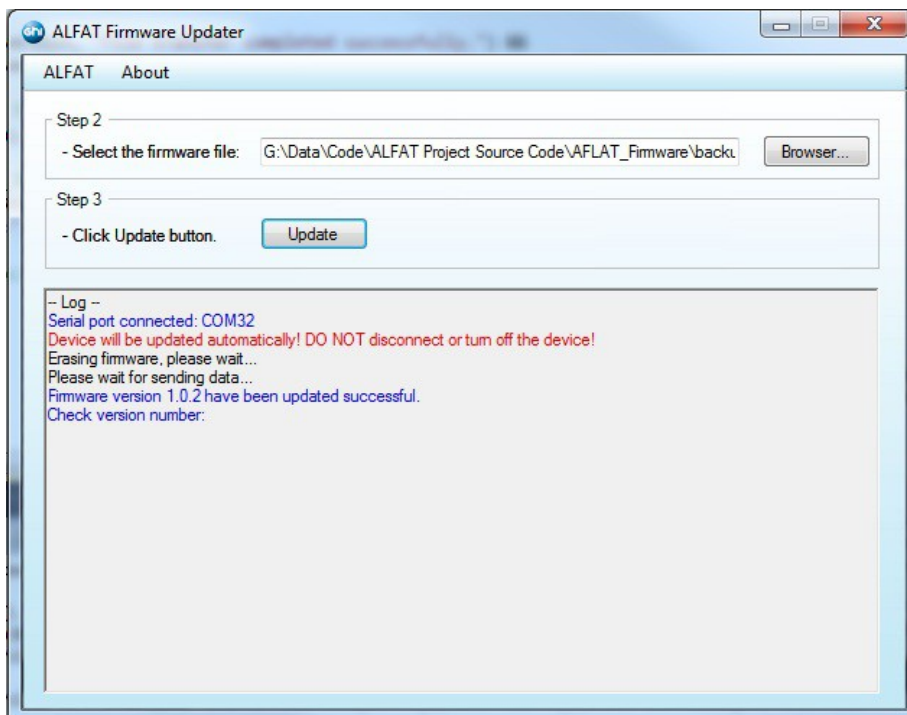 ALFAT Firmware Updater
ALFAT About
Step 2
- Select the firmware file: G:\Data\Code\ALFAT Project Source Code\AFLAT_Firmware\backu Browser...
Step 3
- Click Update button. Update
-- Log --
Serial port connected: COM32
Device will be updated automatically! DO NOT disconnect or turn off the device!
Erasing firmware, please wait...
Please wait for sending data...
Firmware version 1.0.2 have been updated successful.
Check version number: